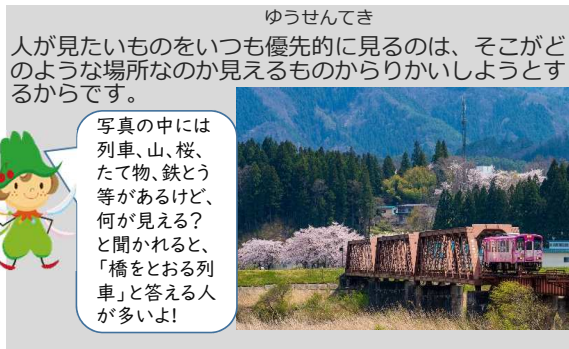 ゆうせんてき
人が見たいものをいつも優先的に見るのは、そこがど
のような場所なのか見えるものからりかいしようとす
るからです。
写真の中には
列車、山、桜、
たて物、鉄とう
等があるけど、
何が見える?
と聞かれると、
「橋をとおる列
車」と答える人
が多いよ!